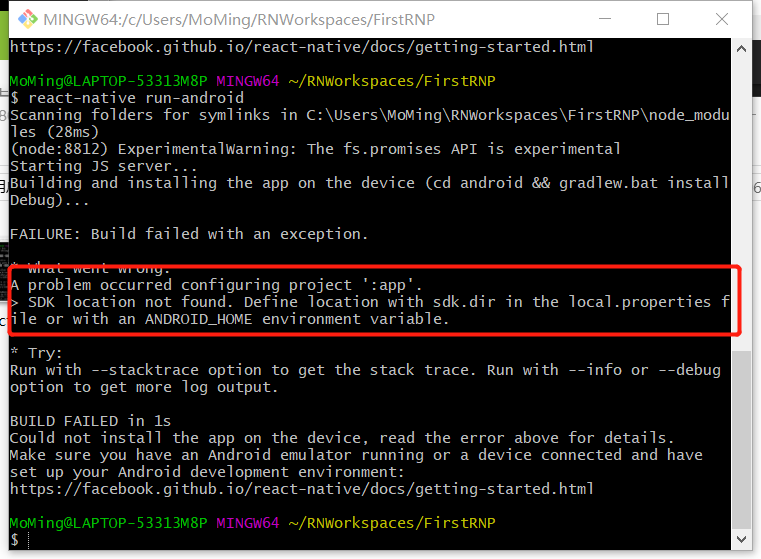 MINGW64:/c/Users/MoMing/RNWorkspaces/FirstRNP
https://facebook.github.io/react-native/docs/getting-started.html
MoMing@LAPTOP-53313M8P MINGW64 ~/RNWorkspaces/FirstRNP
$ react-native run-android
Scanning folders for symlinks in C:\Users\MoMing\RNWorkspaces\FirstRNP\node_modu
les (28ms)
(node:8812) ExperimentalWarning: The fs.promises API is experimental
Starting JS server...
Building and installing the app on the device (cd android && gradlew.bat install
Debug)...
FAILURE: Build failed with an exception.
* What went wrong:
A problem occurred configuring project ':app'.
> SDK location not found. Define location with sdk.dir in the local.properties f
ile or with an ANDROID_HOME environment variable.
* Try:
Run with --stacktrace option to get the stack trace. Run with --info or --debug
option to get more log output.
BUILD FAILED in 1s
Could not install the app on the device, read the error above for details.
Make sure you have an Android emulator running or a device connected and have
set up your Android development environment:
https://facebook.github.io/react-native/docs/getting-started.html
MoMing@LAPTOP-53313M8P MINGW64 ~/RNWorkspaces/FirstRNP
$